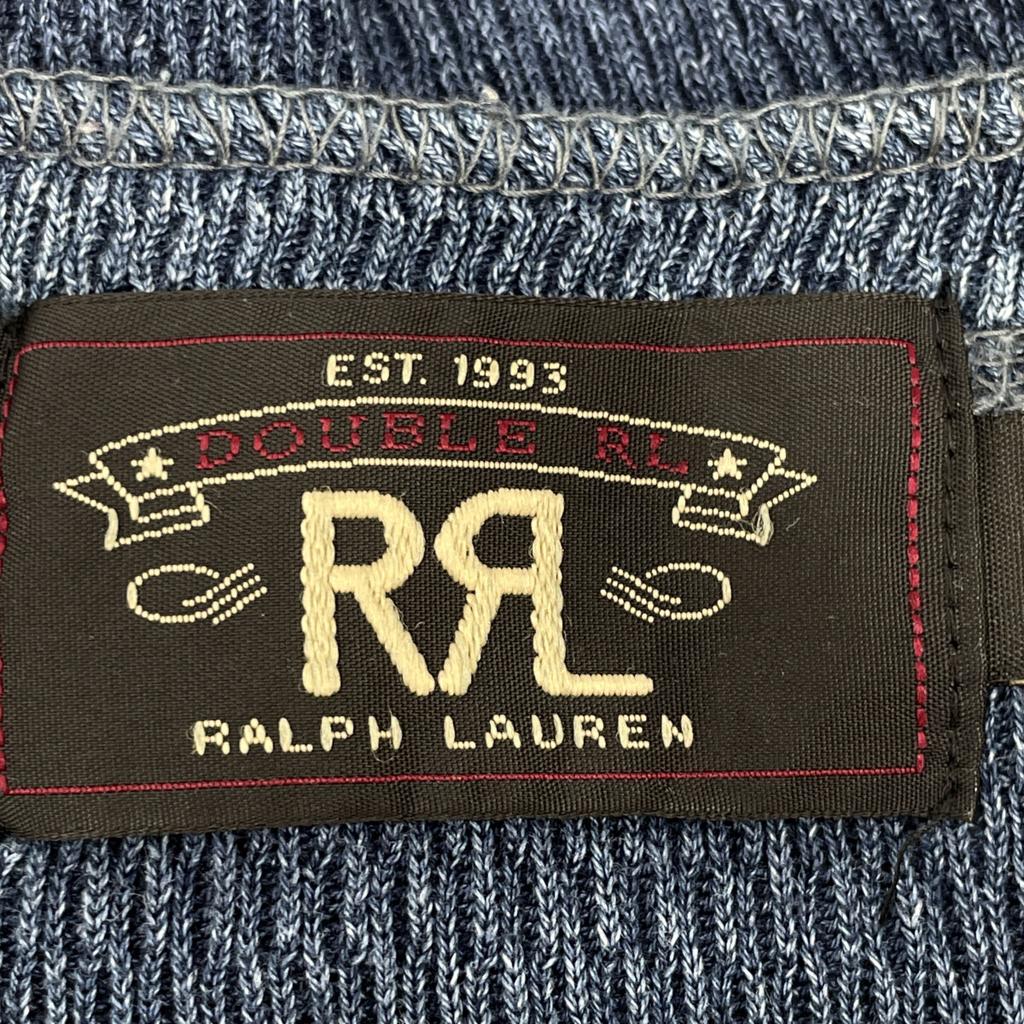 EST. 1993
DOUBLE RL
RRL
RALPH LAUREN